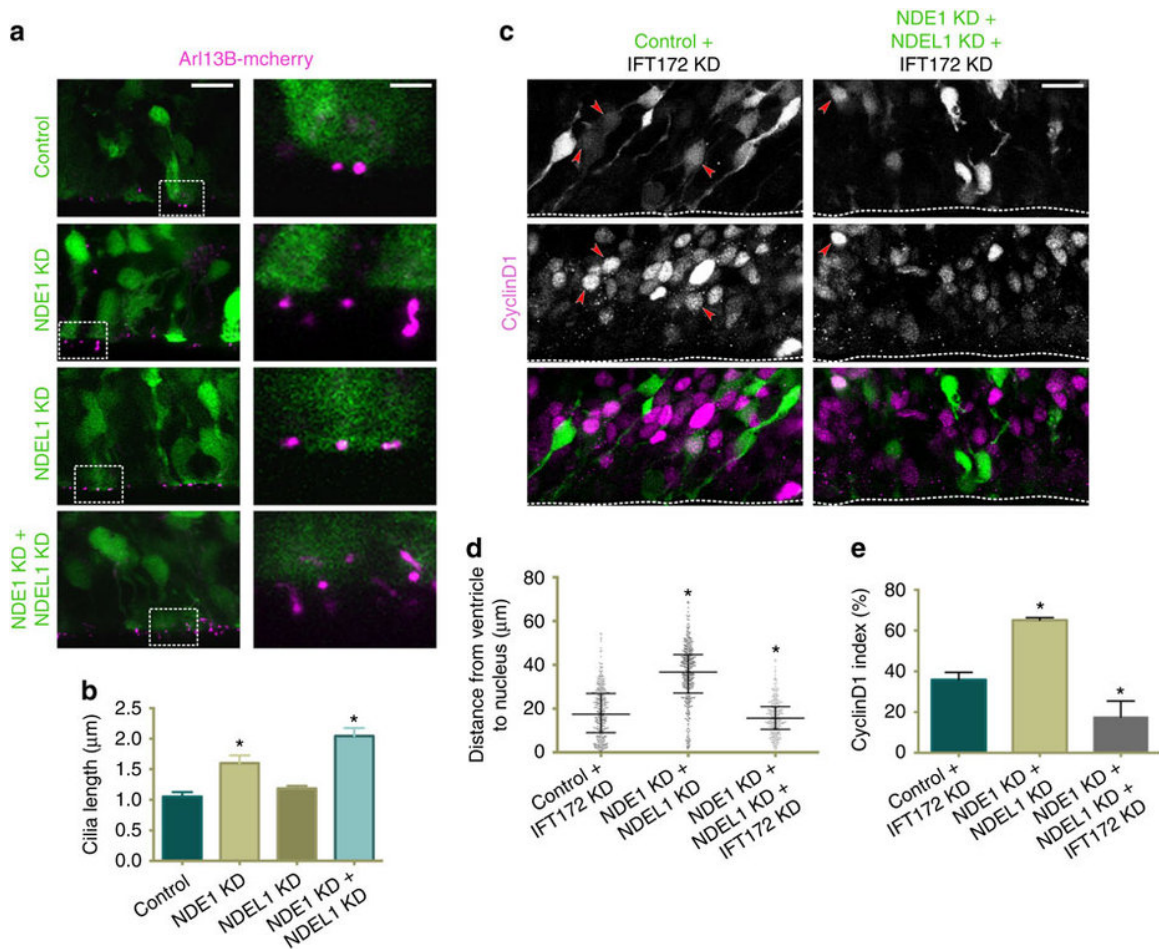 a
Arl13B-mcherry
Control
NDE1 KD
NDEL1 KD
NDE1 KD +
NDEL1 KD
b
Cilia length (μm)
2.5
2.0
1.5
1.0
0.5
0.0
*
*
Control
NDE1 KD
NDEL1 KD
NDE1 KD +
NDEL1 KD
c
Control +
IFT172 KD
NDE1 KD +
NDEL1 KD +
IFT172 KD
CyclinD1
d
Distance from ventricle
to nucleus (μm)
80
60
40
20
0
*
*
Control +
IFT172 KD
NDE1 KD +
NDEL1 KD
NDE1 KD +
NDEL1 KD +
IFT172 KD
e
CyclinD1 index (%)
80
60
40
20
0
*
*
Control +
IFT172 KD
NDE1 KD +
NDEL1 KD
NDE1 KD +
NDEL1 KD +
IFT172 KD